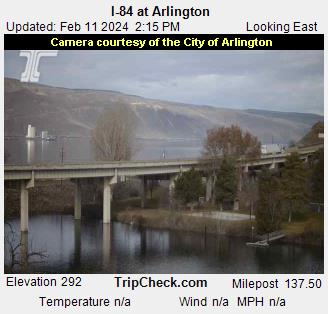 I-84 at Arlington
Updated: Feb 11 2024 2:15 PM Looking East
Camera courtesy of the City of Arlington
Elevation 292 TripCheck.com Milepost 137.50
Temperature n/a Wind n/a MPH n/a